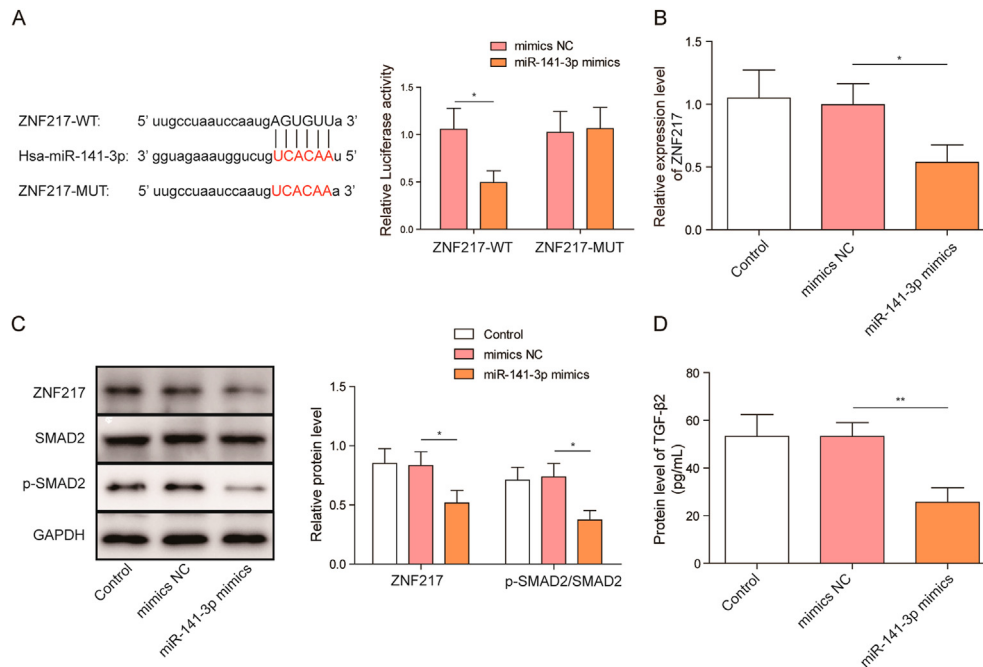 A
mimics NC
miR-141-3p mimics
ZNF217-WT: 5' uugccuaauccaaugAGUGUUa 3'
Hsa-miR-141-3p: 3' gguagaaauggucugUCACAAu 5'
ZNF217-MUT: 5' uugccuaauccaaugUCACAAa 3'
Relative Luciferase activity
1.5
1.0
0.5
0.0
*
ZNF217-WT
ZNF217-MUT
B
Relative expression level
of ZNF217
1.5
1.0
0.5
0.0
*
Control
mimics NC
miR-141-3p mimics
C
ZNF217
SMAD2
p-SMAD2
GAPDH
Control
mimics NC
miR-141-3p mimics
Control
mimics NC
miR-141-3p mimics
Relative protein level
1.5
1.0
0.5
0.0
*
*
ZNF217
p-SMAD2/SMAD2
D
Protein level of TGF-β2
(pg/mL)
80
60
40
20
0
**
Control
mimics NC
miR-141-3p mimics